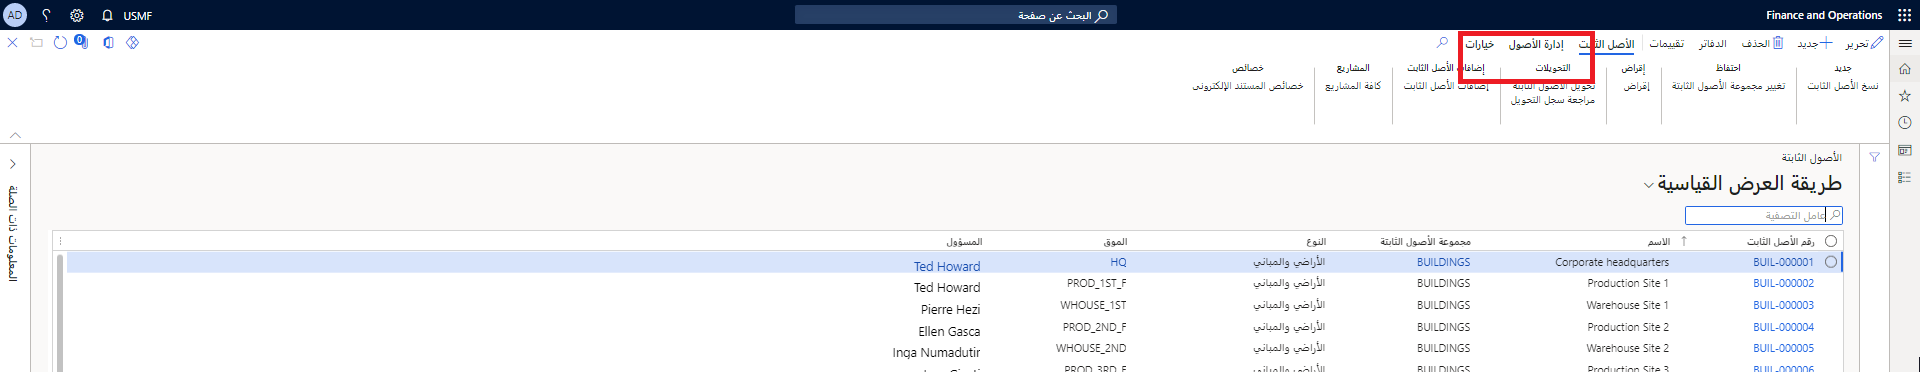 Finance and Operations
البحث عن صفحة
USMF
؟
AD
تحرير
جديد
الحذف
الدفاتر
تقييمات
الأصل الثابت
إدارة الأصول
خيارات
0
جديد
نسخ الأصل الثابت
احتفاظ
تغيير مجموعة الأصول الثابتة
إقراض
إقراض
التحويلات
تحويل الأصول الثابتة
مراجعة سجل التحويل
إضافات الأصل الثابت
إضافات الأصل الثابت
المشاريع
كافة المشاريع
خصائص
خصائص المستند الإلكتروني
الأصول الثابتة
طريقة العرض القياسية
عامل التصفية
المعلومات ذات الصلة
رقم الأصل الثابت الاسم مجموعة الأصول الثابتة النوع الموق المسؤول
BUIL-000001 Corporate headquarters BUILDINGS الأراضي والمباني HQ Ted Howard
BUIL-000002 Production Site 1 BUILDINGS الأراضي والمباني PROD_1ST_F Ted Howard
BUIL-000003 Warehouse Site 1 BUILDINGS الأراضي والمباني WHOUSE_1ST Pierre Hezi
BUIL-000004 Production Site 2 BUILDINGS الأراضي والمباني PROD_2ND_F Ellen Gasca
BUIL-000005 Warehouse Site 2 BUILDINGS الأراضي والمباني WHOUSE_2ND Inga Numadutir
BUIL-000006 Production Site 3 BUILDINGS الأراضي والمباني PROD_3RD_F